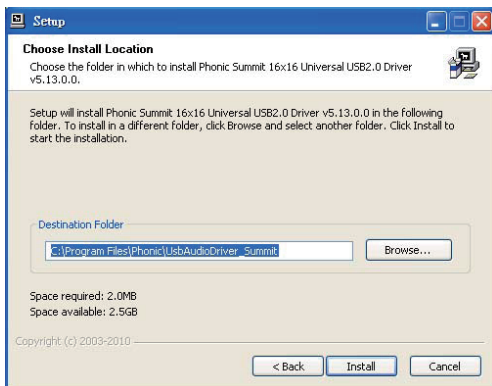 Setup
Choose Install Location
Choose the folder in which to install Phonic Summit 16x16 Universal USB2.0 Driver
v5.13.0.0.
Setup will install Phonic Summit 16x16 Universal USB2.0 Driver v5.13.0.0 in the following
folder. To install in a different folder, click Browse and select another folder. Click Install to
start the installation.
Destination Folder
C:\Program Files\Phonic\UsbAudioDriver_Summit
Browse...
Space required: 2.0MB
Space available: 2.5GB
Copyright (c) 2003-2010
< Back Install Cancel